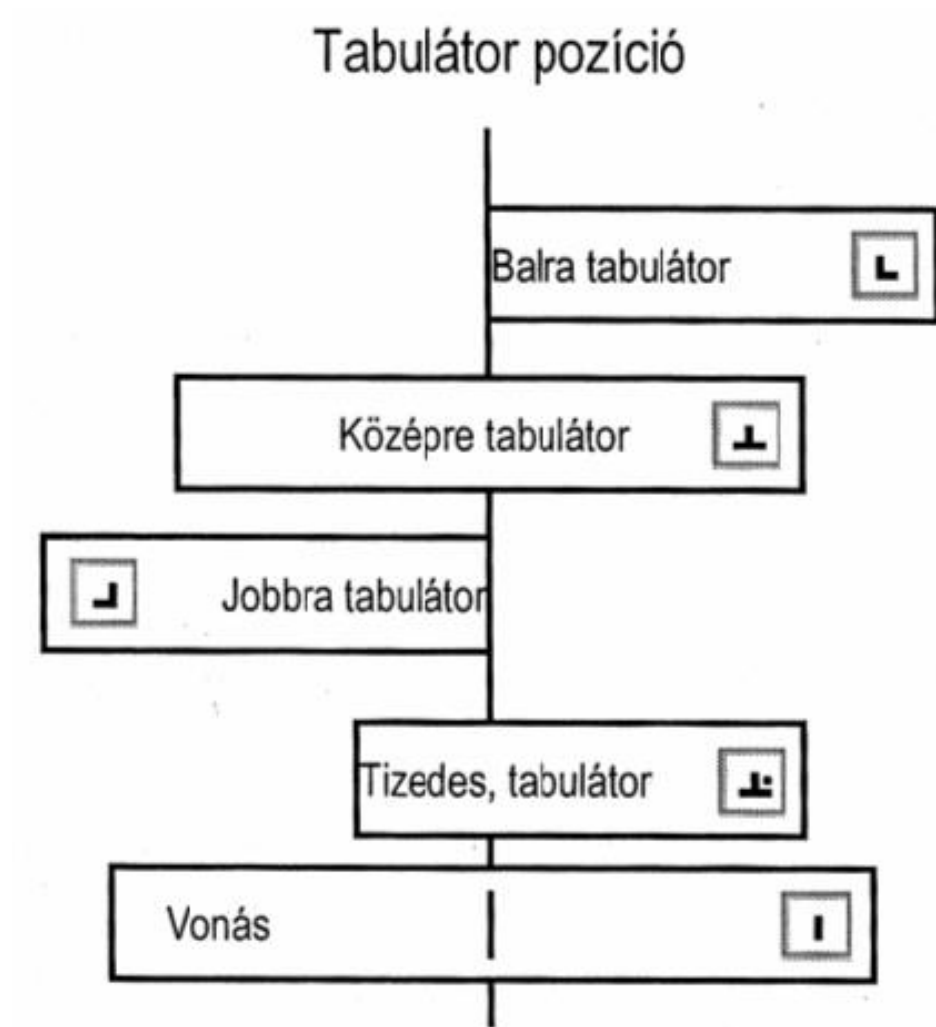 Tabulátor pozíció
Balra tabulátor
Középre tabulátor
Jobbra tabulátor
Tizedes, tabulátor
Vonás